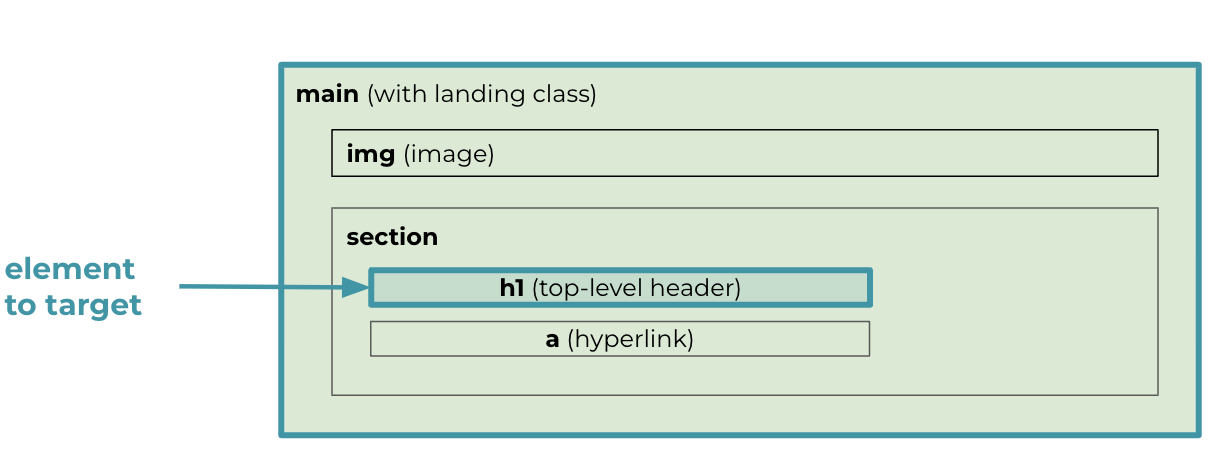 main (with landing class)
img (image)
section
element
to target
h1 (top-level header)
a (hyperlink)